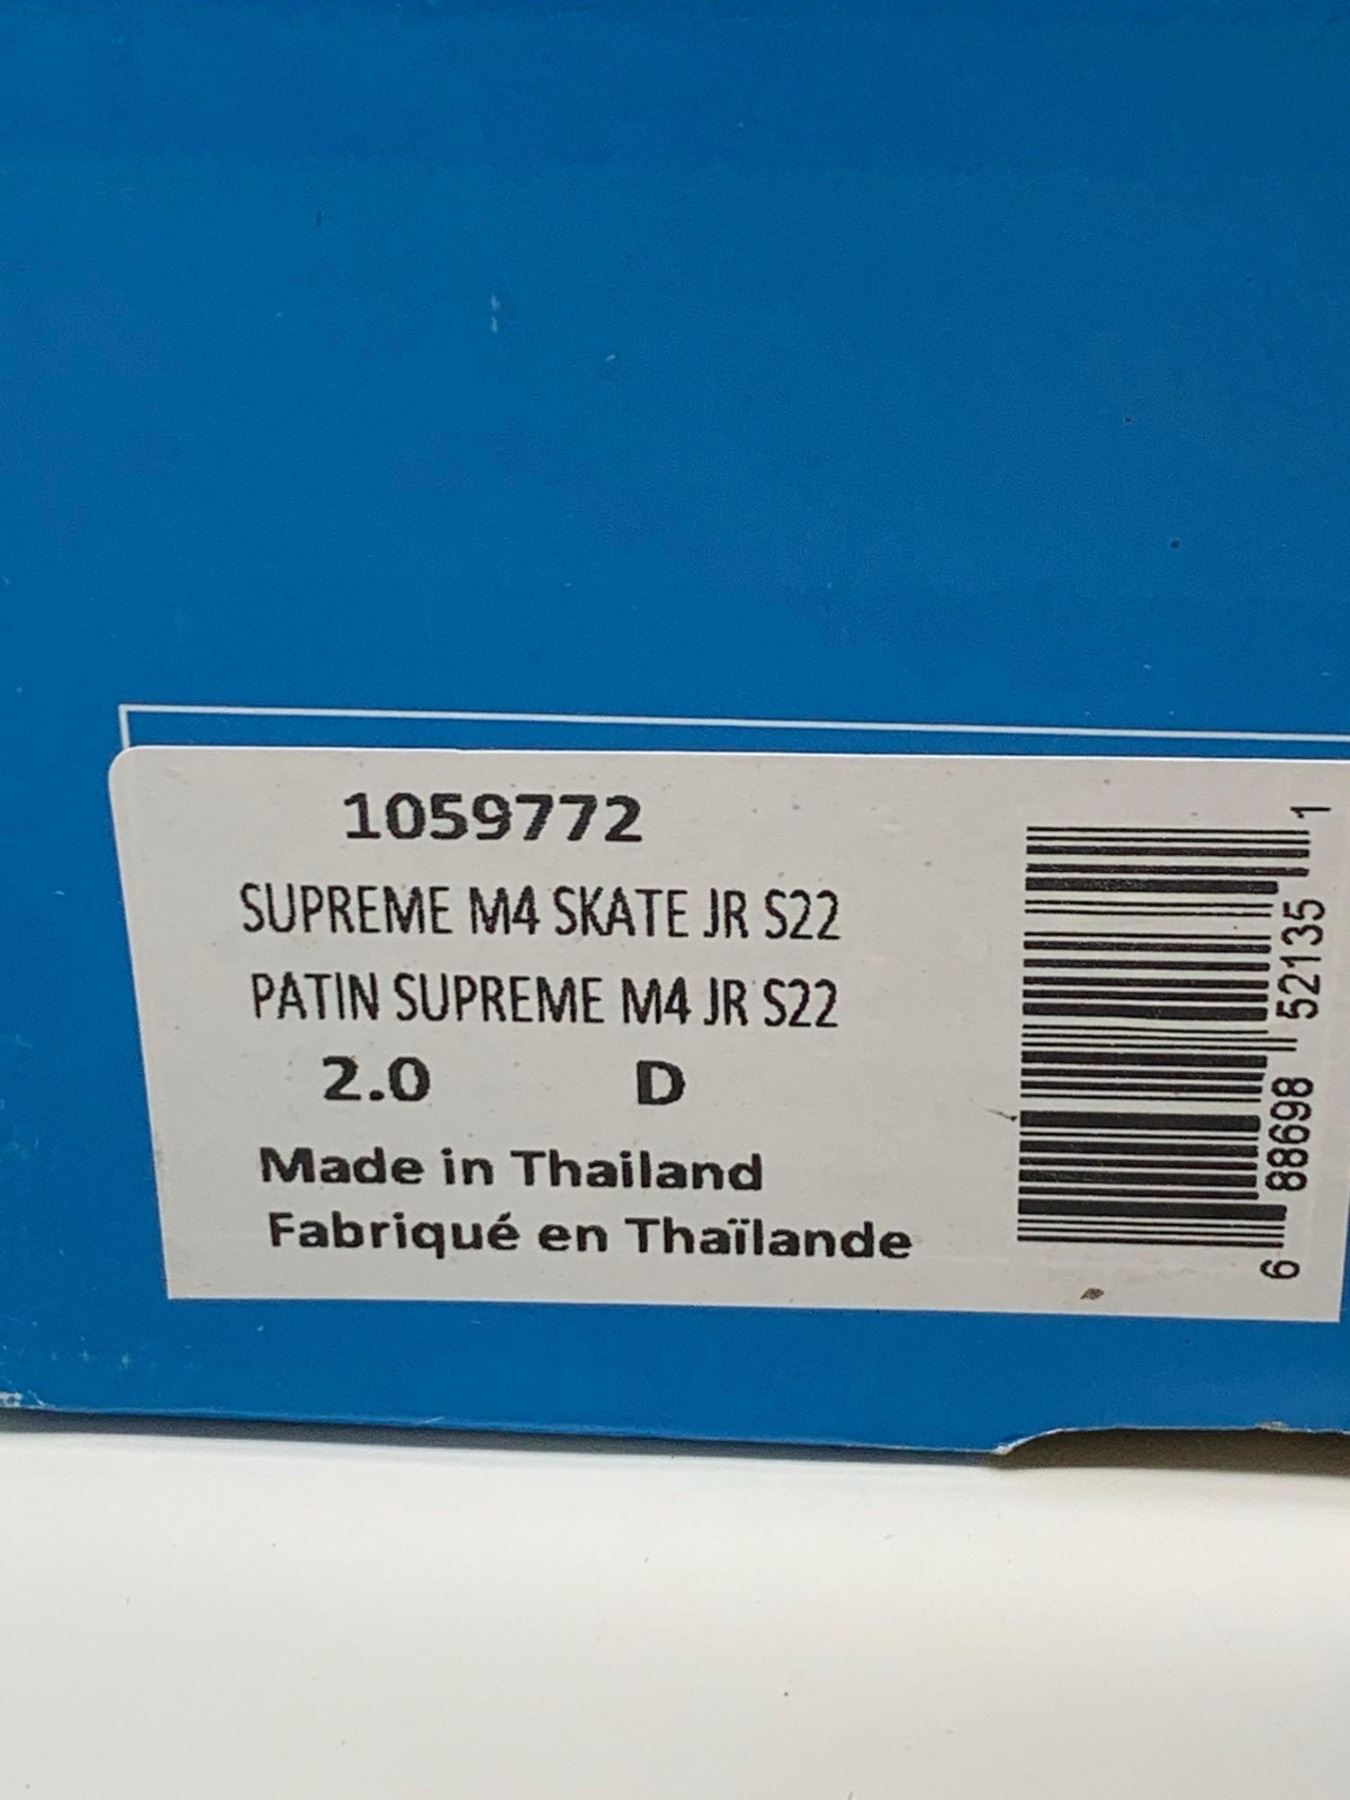 1059772
SUPREME M4 SKATE JR S22
PATIN SUPREME M4 JR S22
2.0 D
Made in Thailand
Fabriqué en Thaïlande
6 88698 52135 1